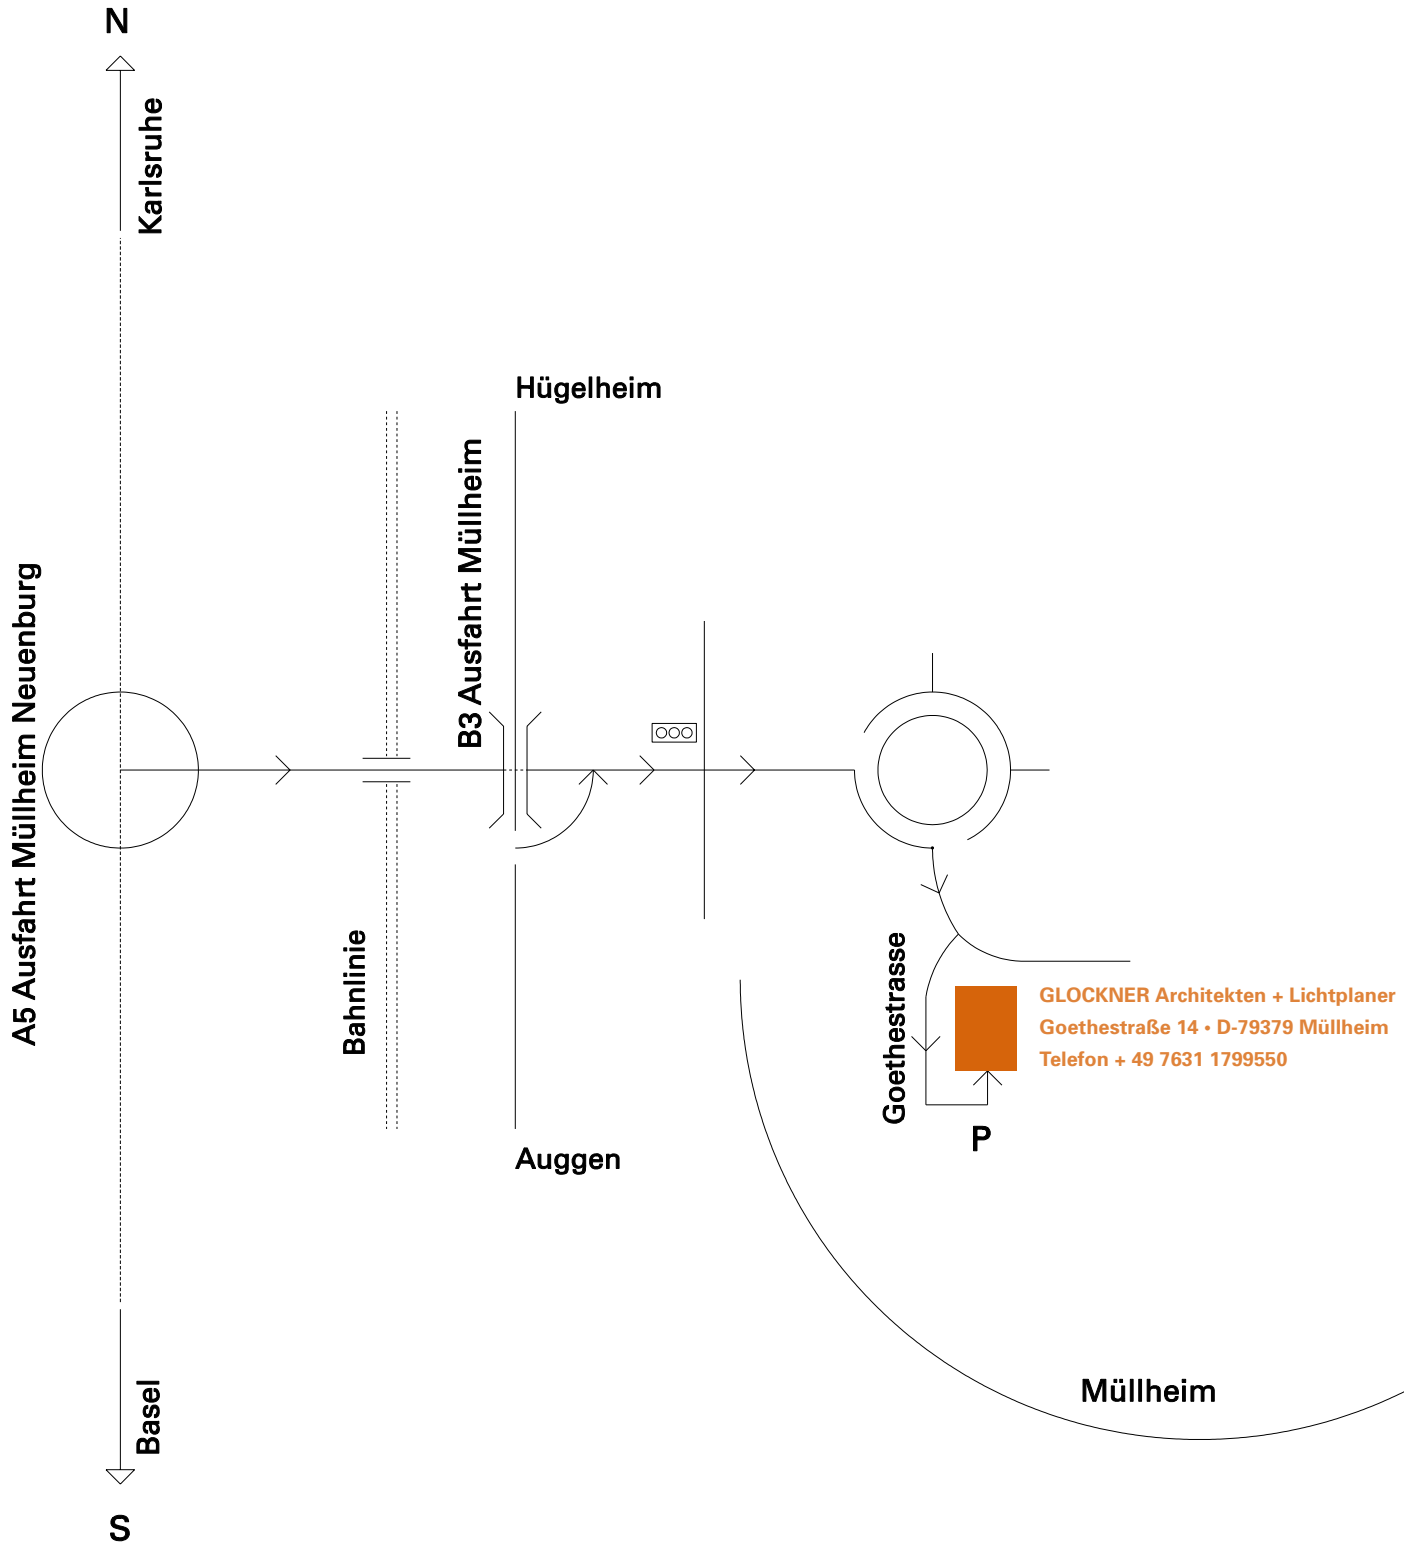 N
Karlsruhe
Hügelheim
B3 Ausfahrt Müllheim
A5 Ausfahrt Müllheim Neuenburg
Bahnlinie
Goethestrasse
GLOCKNER Architekten + Lichtplaner
Goethestraße 14 • D-79379 Müllheim
Telefon + 49 7631 1799550
P
Auggen
Müllheim
Basel
S